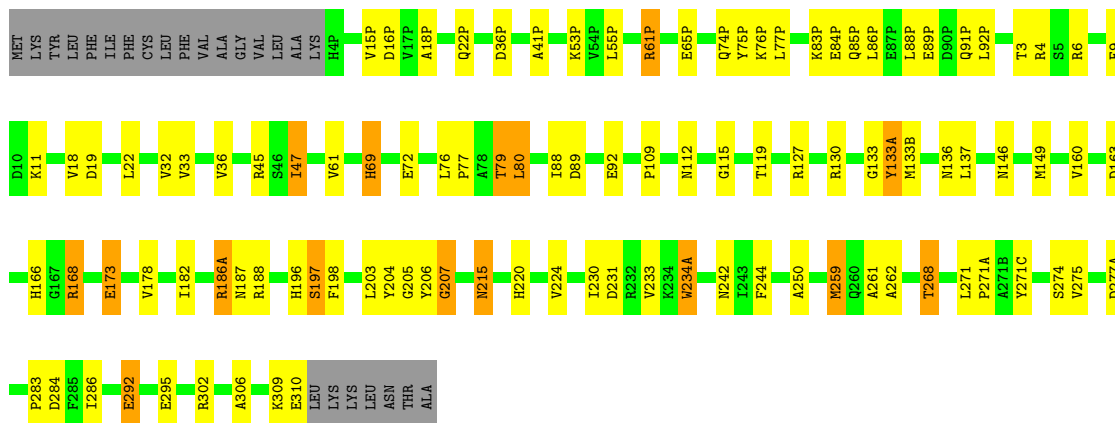 MET LYS TYR LEU PHE ILE PHE CYS LEU PHE VAL ALA GLY VAL LEU ALA LYS H4P V15P D16P V17P A18P Q22P D36P A41P K53P V54P L55P R61P E65P Q74P Y75P K76P L77P K83P E84P Q85P L86P E87P L88P E89P D90P Q91P L92P T3 R4 S5 R6
D10 K11 V18 D19 L22 V32 V33 V36 R45 S46 I47 V61 H69 E72 L76 P77 A78 T79 L80 I88 D89 E92 P109 N112 G115 T119 R127 R130 G133 Y133A M133B N136 L137 N146 M149 V160 D163
H166 G167 R168 E173 V178 I182 R186A N187 R188 H196 S197 F198 L203 Y204 G205 Y206 G207 N215 H220 V224 I230 D231 R232 V233 K234 W234A N242 I243 F244 A250 M259 Q260 A261 A262 T268 L271 P271A A271B Y271C S274 V275
P283 D284 F285 I286 E292 E295 R302 A306 K309 E310 LEU LYS LYS LEU ASN THR ALA